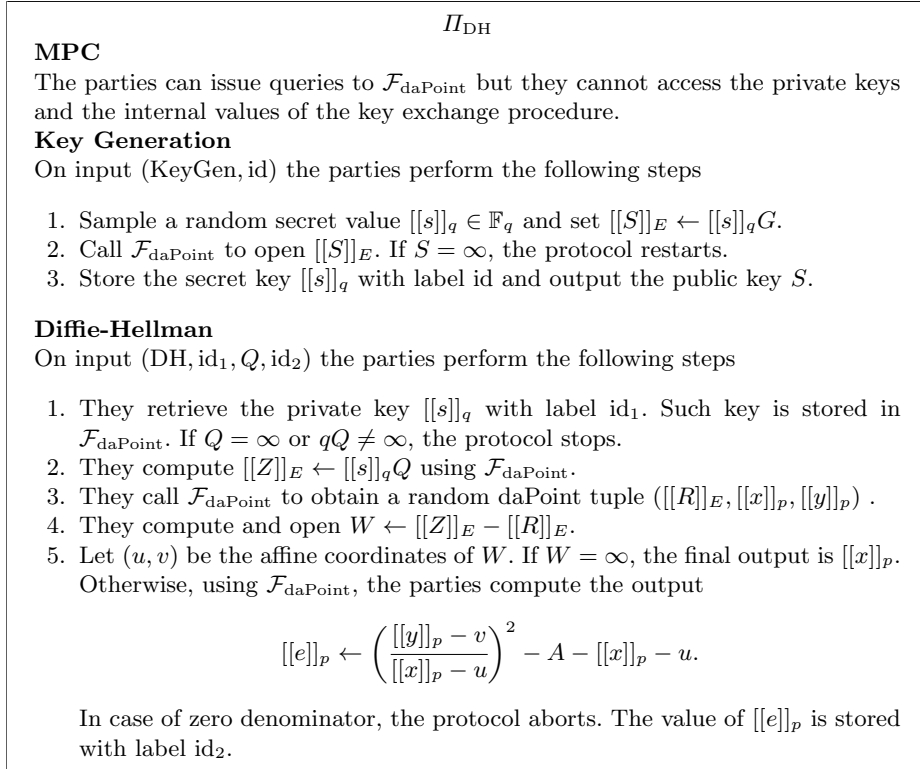 Π_DH
MPC
The parties can issue queries to F_daPoint but they cannot access the private keys
and the internal values of the key exchange procedure.
Key Generation
On input (KeyGen, id) the parties perform the following steps
1. Sample a random secret value [[s]]_q ∈ 𝔽_q and set [[S]]_E ← [[s]]_q G.
2. Call F_daPoint to open [[S]]_E. If S = ∞, the protocol restarts.
3. Store the secret key [[s]]_q with label id and output the public key S.
Diffie-Hellman
On input (DH, id_1, Q, id_2) the parties perform the following steps
1. They retrieve the private key [[s]]_q with label id_1. Such key is stored in
F_daPoint. If Q = ∞ or qQ ≠ ∞, the protocol stops.
2. They compute [[Z]]_E ← [[s]]_q Q using F_daPoint.
3. They call F_daPoint to obtain a random daPoint tuple ([[R]]_E, [[x]]_p, [[y]]_p) .
4. They compute and open W ← [[Z]]_E − [[R]]_E.
5. Let (u, v) be the affine coordinates of W. If W = ∞, the final output is [[x]]_p.
Otherwise, using F_daPoint, the parties compute the output
[[e]]_p ← ( ([[y]]_p − v) / ([[x]]_p − u) )^2 − A − [[x]]_p − u.
In case of zero denominator, the protocol aborts. The value of [[e]]_p is stored
with label id_2.